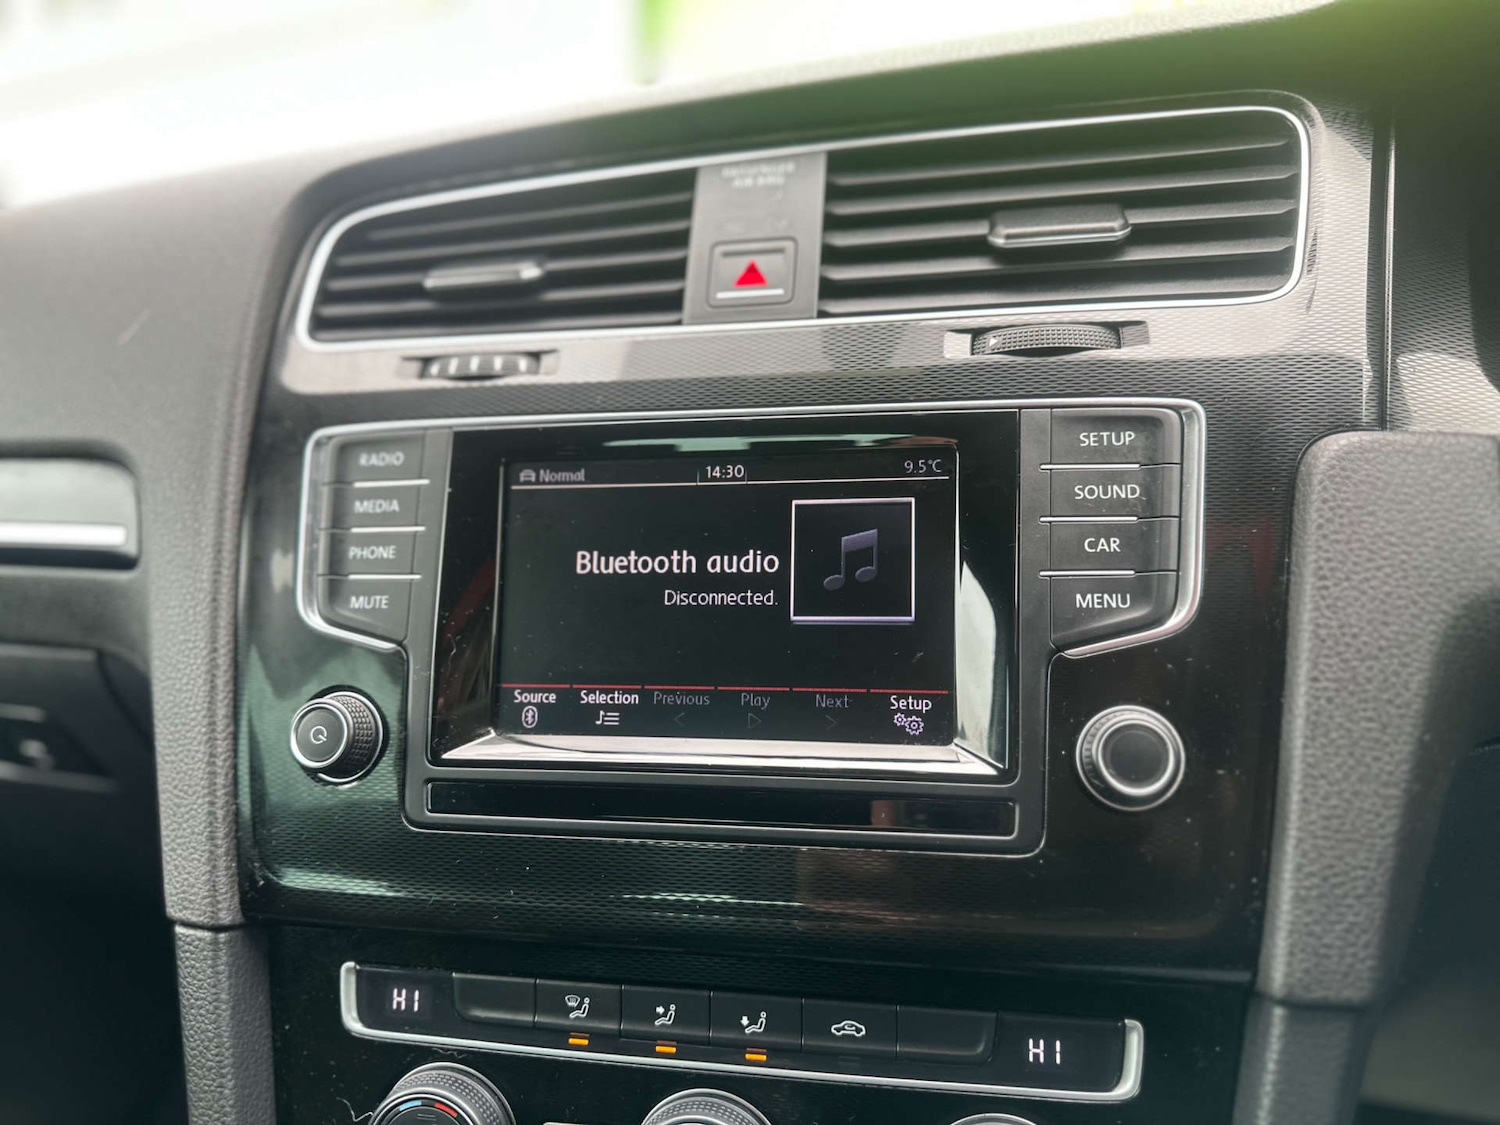 RADIO
MEDIA
PHONE
MUTE
Normal
14:30
9.5°C
Bluetooth audio
Disconnected.
Source
Selection
Previous
Play
Next
Setup
SETUP
SOUND
CAR
MENU
HI
HI